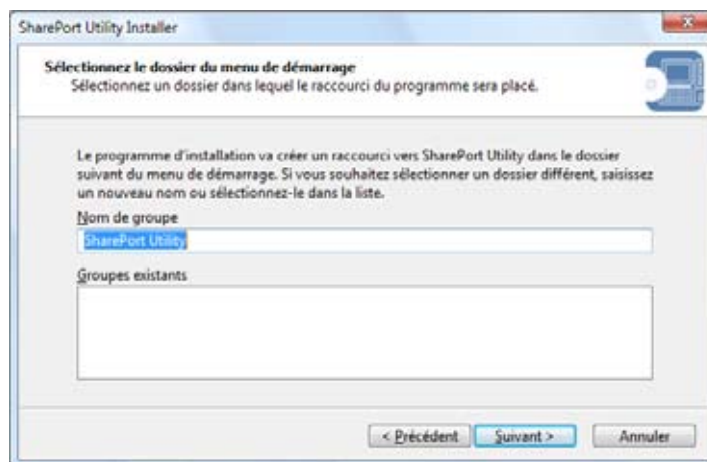 SharePort Utility Installer
Sélectionnez le dossier du menu de démarrage
Sélectionnez un dossier dans lequel le raccourci du programme sera placé.
Le programme d'installation va créer un raccourci vers SharePort Utility dans le dossier
suivant du menu de démarrage. Si vous souhaitez sélectionner un dossier différent, saisissez
un nouveau nom ou sélectionnez-le dans la liste.
Nom de groupe
SharePort Utility
Groupes existants
< Précédent Suivant > Annuler